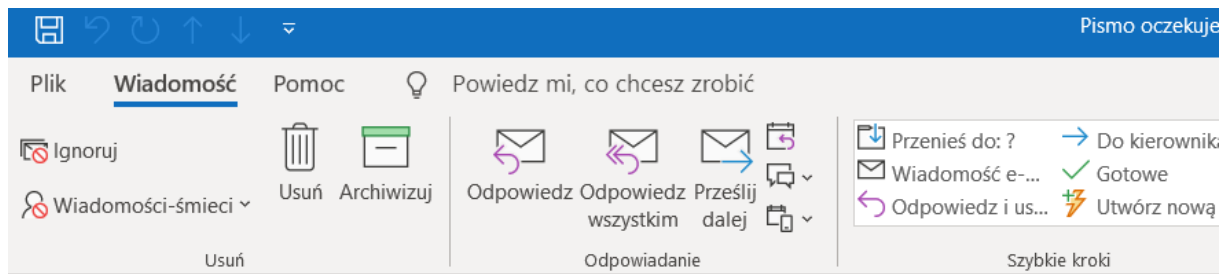 Pismo oczekuje
Plik Wiadomość Pomoc Powiedz mi, co chcesz zrobić
Ignoruj
Wiadomości-śmieci
Usuń
Archiwizuj
Usuń
Odpowiedz
Odpowiedz
wszystkim
Prześlij
dalej
Odpowiadanie
Przenieś do: ?
Wiadomość e-...
Odpowiedz i us...
Do kierownika
Gotowe
Utwórz nową
Szybkie kroki